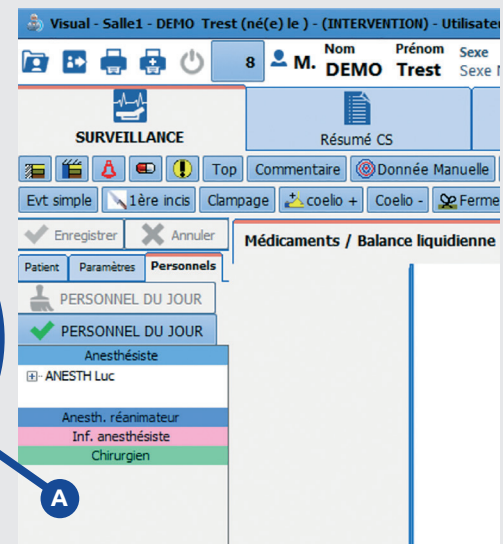 Visual - Salle1 - DEMO Trest (né(e) le ) - (INTERVENTION) - Utilisate
8 M. Nom Prénom Sexe
DEMO Trest Sexe
SURVEILLANCE Résumé CS
Top Commentaire Donnée Manuelle
Evt simple 1ère incis Clampage coelio + Coelio - Ferme
Enregistrer Annuler Médicaments / Balance liquidienne
Patient Paramètres Personnels
PERSONNEL DU JOUR
PERSONNEL DU JOUR
Anesthésiste
ANESTH Luc
Anesth. réanimateur
Inf. anesthésiste
Chirurgien
A